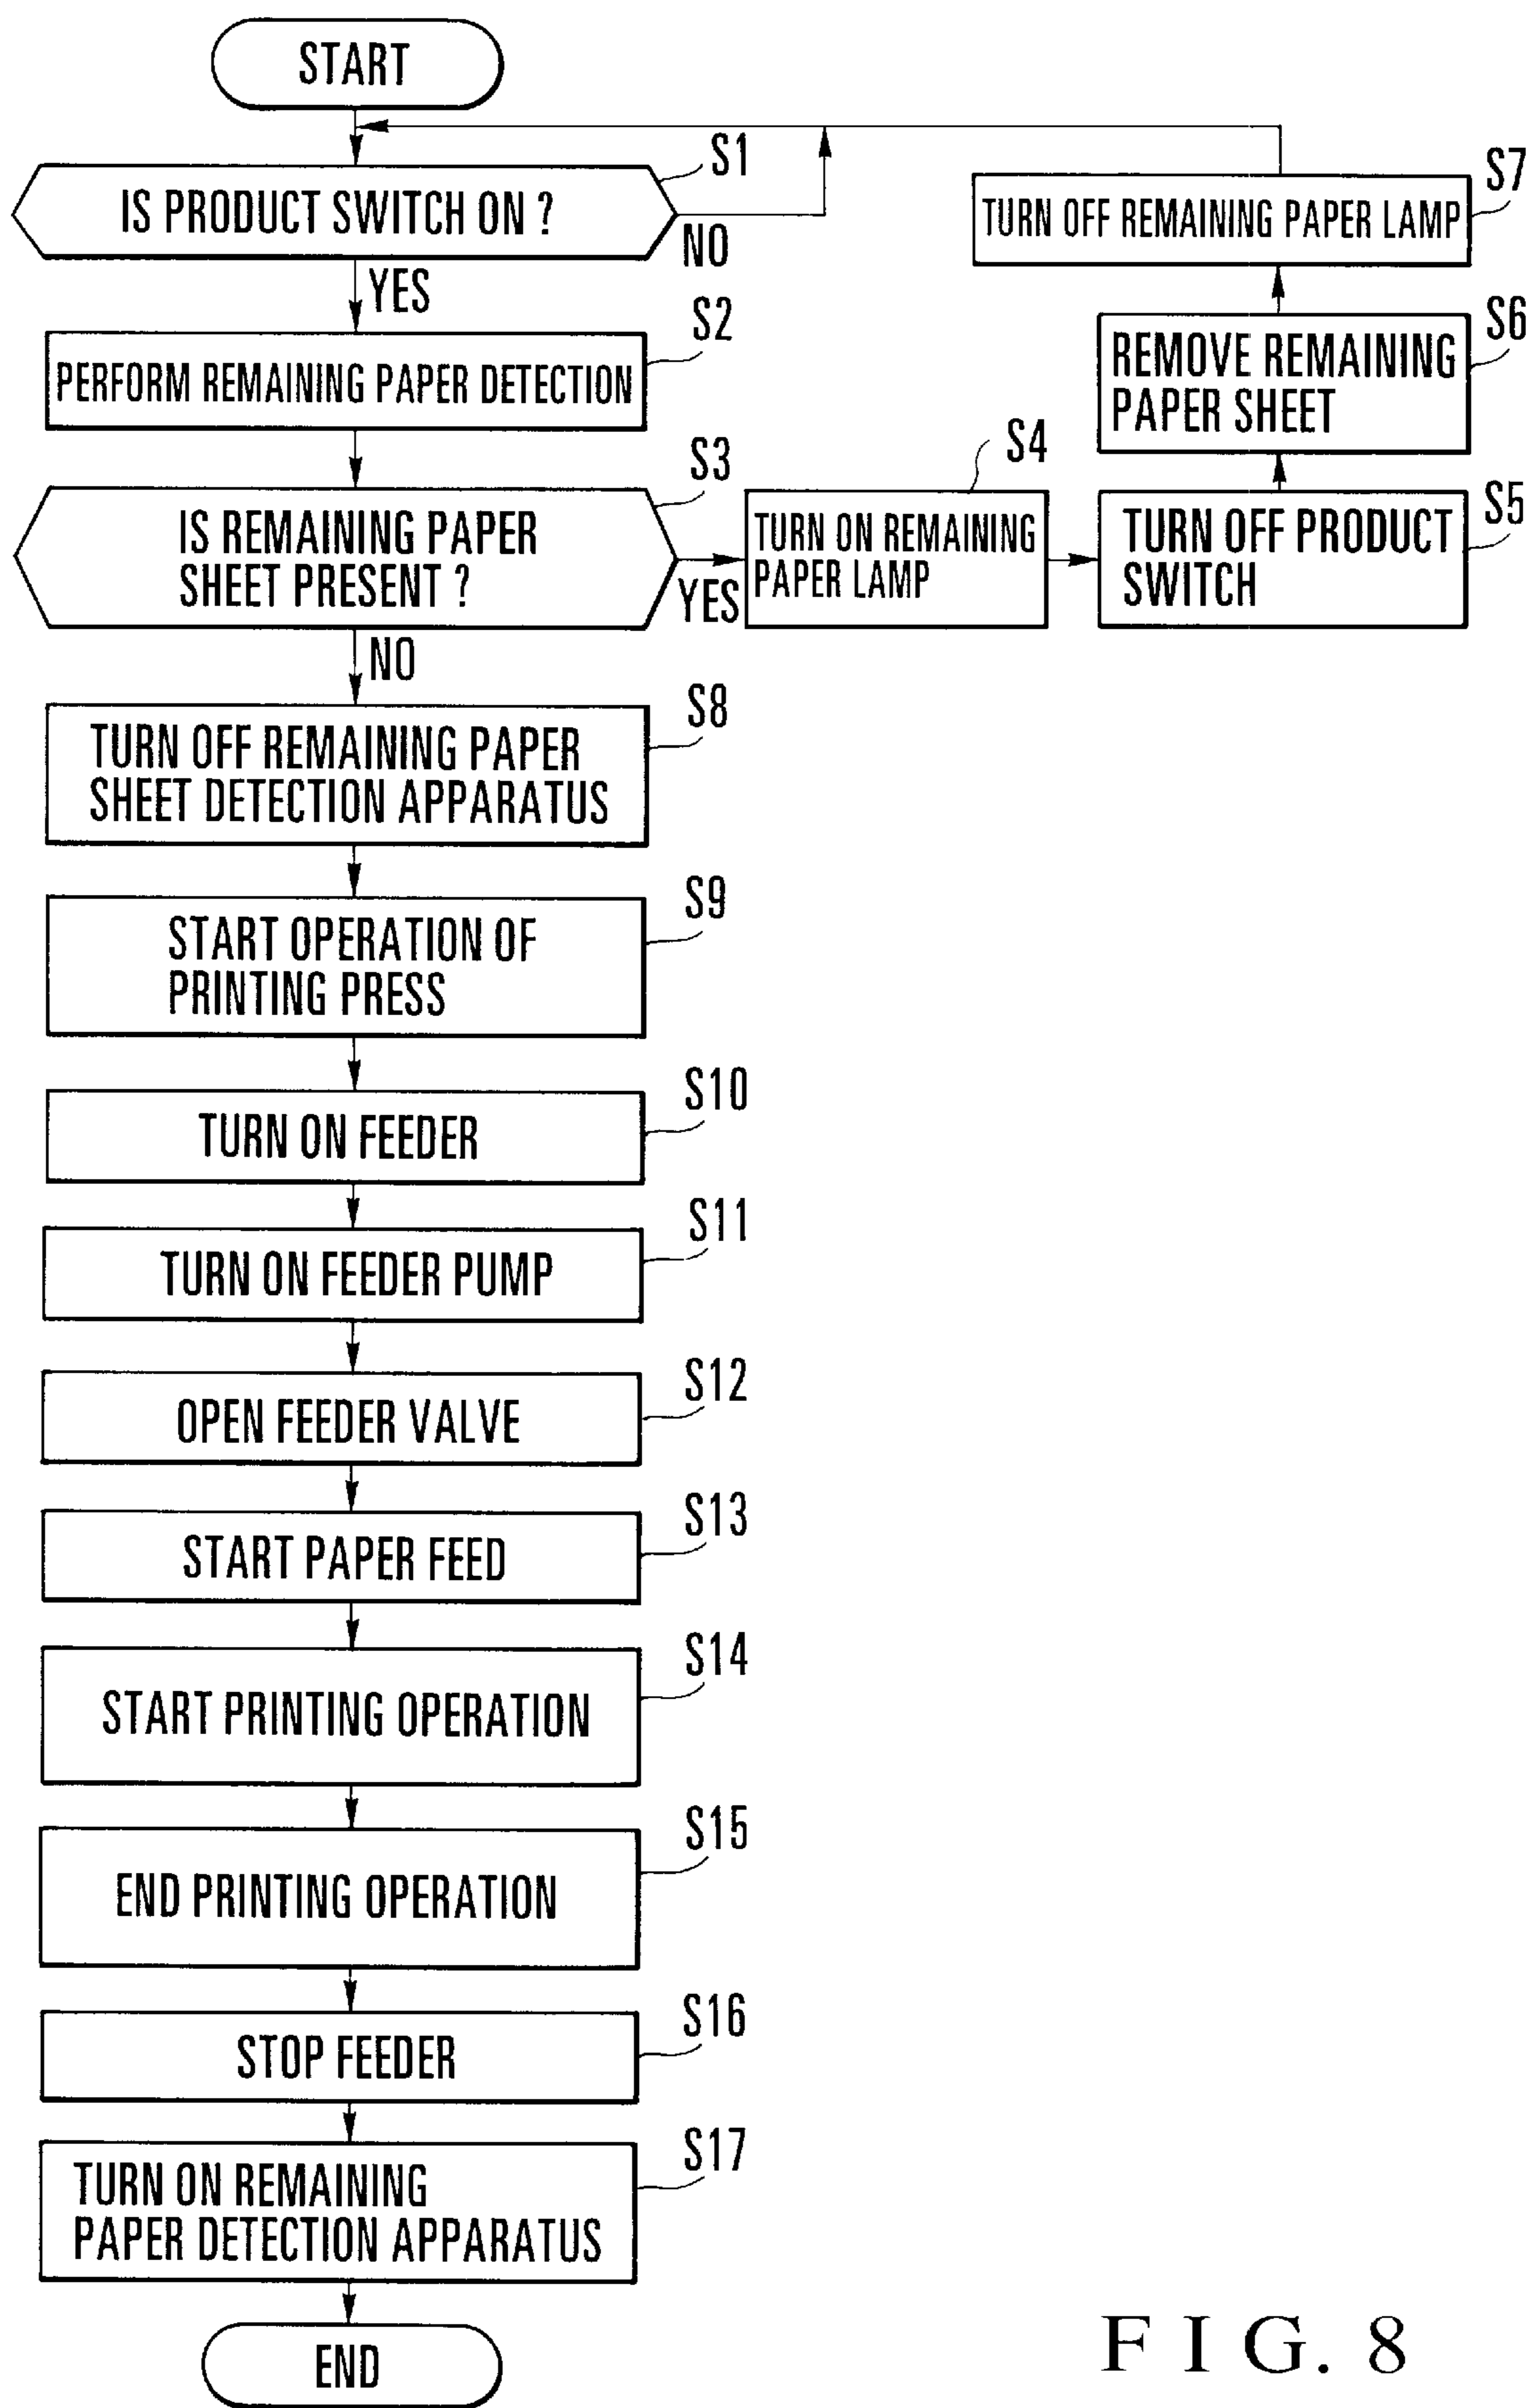 START
S1
IS PRODUCT SWITCH ON ?
NO
YES
S2
PERFORM REMAINING PAPER DETECTION
S3
IS REMAINING PAPER
SHEET PRESENT ?
YES
NO
S4
TURN ON REMAINING
PAPER LAMP
S5
TURN OFF PRODUCT
SWITCH
S6
REMOVE REMAINING
PAPER SHEET
S7
TURN OFF REMAINING PAPER LAMP
S8
TURN OFF REMAINING PAPER
SHEET DETECTION APPARATUS
S9
START OPERATION OF
PRINTING PRESS
S10
TURN ON FEEDER
S11
TURN ON FEEDER PUMP
S12
OPEN FEEDER VALVE
S13
START PAPER FEED
S14
START PRINTING OPERATION
S15
END PRINTING OPERATION
S16
STOP FEEDER
S17
TURN ON REMAINING
PAPER DETECTION APPARATUS
END
FIG. 8